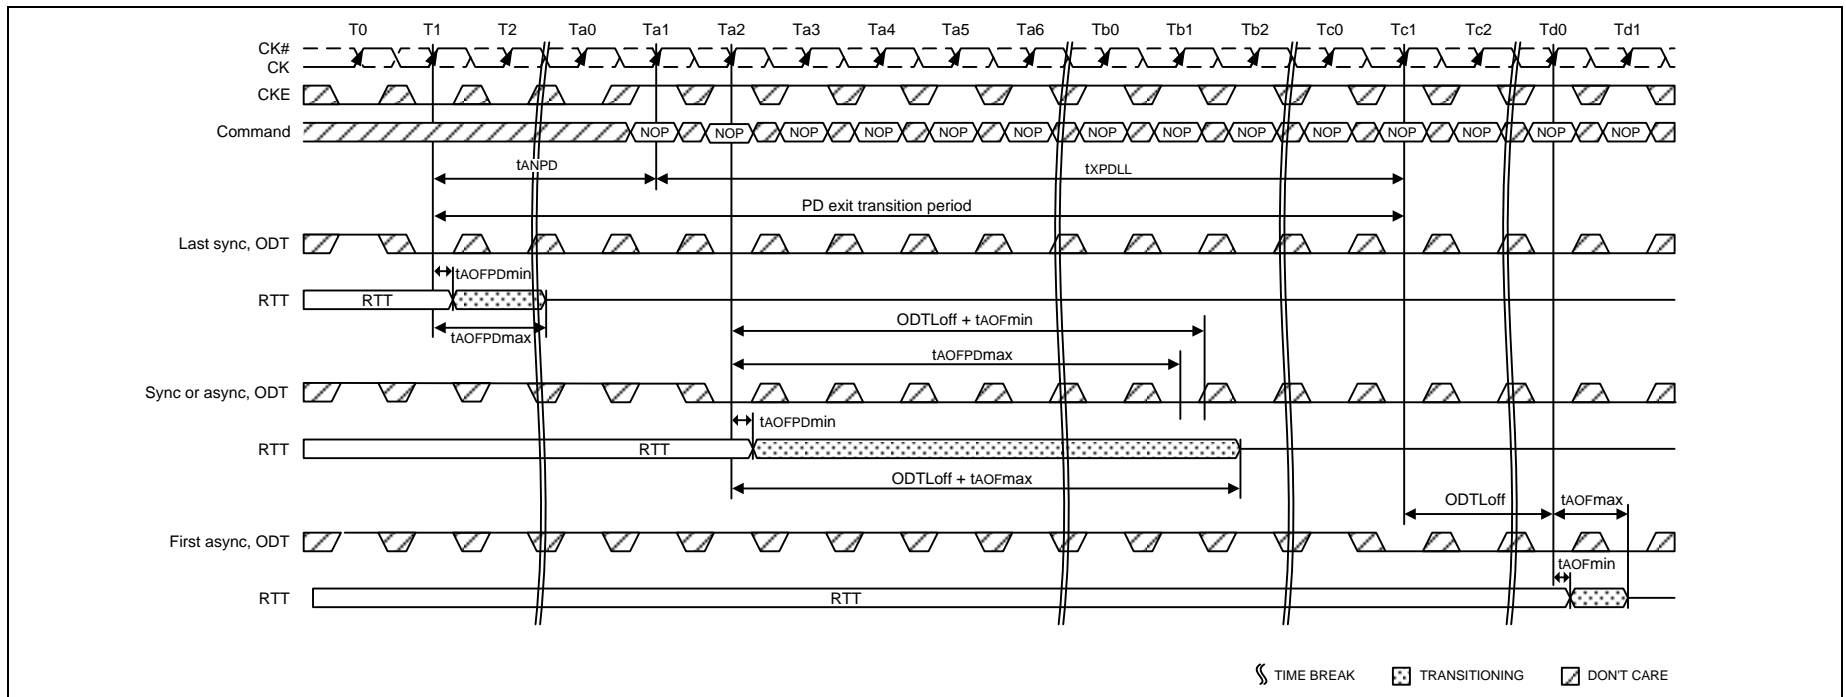 T0 T1 T2 Ta0 Ta1 Ta2 Ta3 Ta4 Ta5 Ta6 Tb0 Tb1 Tb2 Tc0 Tc1 Tc2 Td0 Td1
CK#
CK
CKE
Command NOP NOP NOP NOP NOP NOP NOP NOP NOP NOP NOP NOP NOP NOP
tANPD tXPDLL
PD exit transition period
Last sync, ODT
tAOFPDmin
RTT RTT
tAOFPDmax
ODTLoff + tAOFmin
tAOFPDmax
Sync or async, ODT
tAOFPDmin
RTT RTT
ODTLoff + tAOFmax
ODTLoff tAOFmax
First async, ODT
tAOFmin
RTT RTT
TIME BREAK TRANSITIONING DON'T CARE